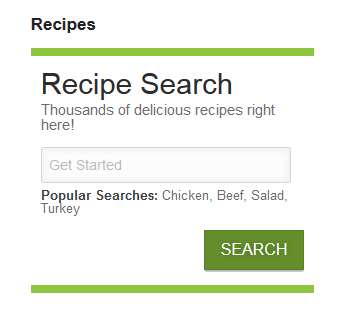 Recipes
Recipe Search
Thousands of delicious recipes right
here!
Get Started
Popular Searches: Chicken, Beef, Salad,
Turkey
SEARCH